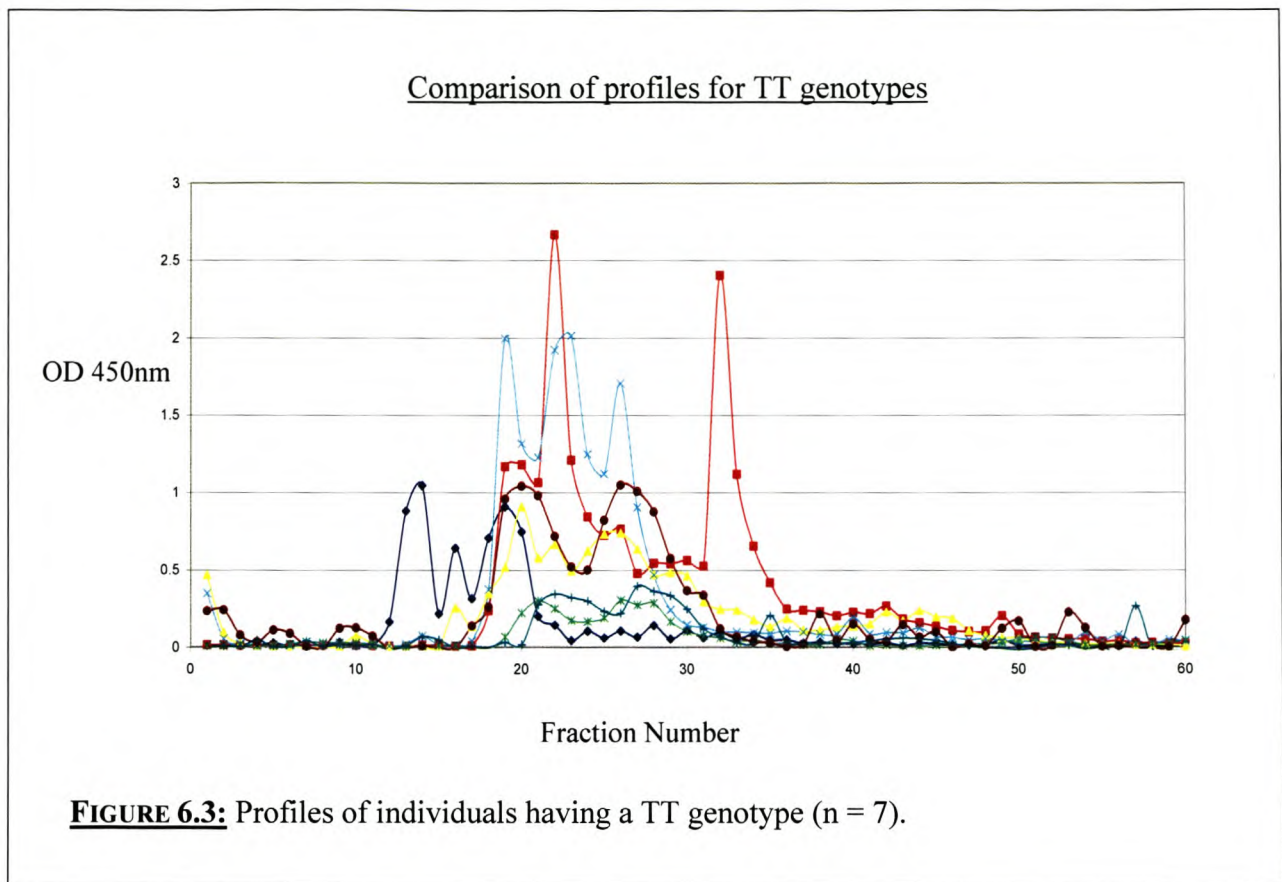 Comparison of profiles for TT genotypes
3
2.5
2
OD 450nm
1.5
1
0.5
0
0 10 20 30 40 50 60
Fraction Number
FIGURE 6.3: Profiles of individuals having a TT genotype (n = 7).